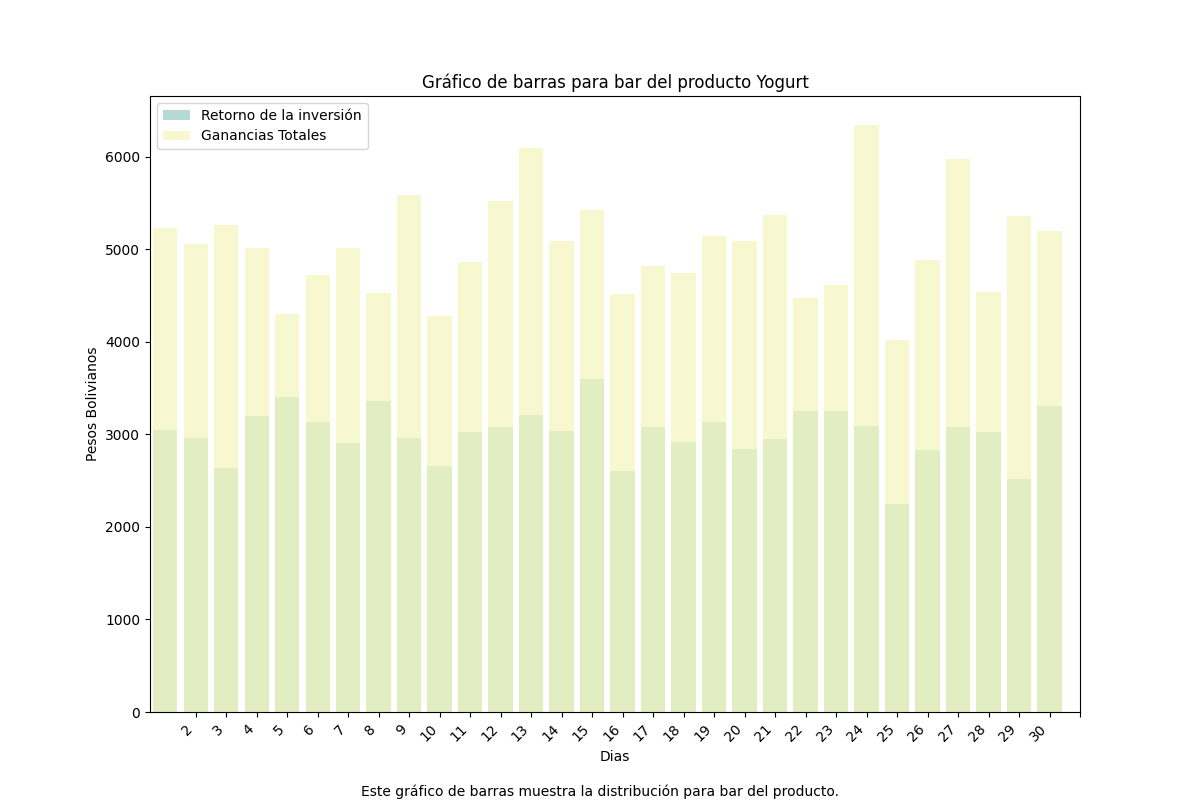 Gráfico de barras para bar del producto Yogurt
Retorno de la inversión
Ganancias Totales
6000
5000
4000
3000
2000
1000
0
Pesos Bolivianos
2 3 4 5 6 7 8 9 10 11 12 13 14 15 16 17 18 19 20 21 22 23 24 25 26 27 28 29 30
Dias
Este gráfico de barras muestra la distribución para bar del producto.